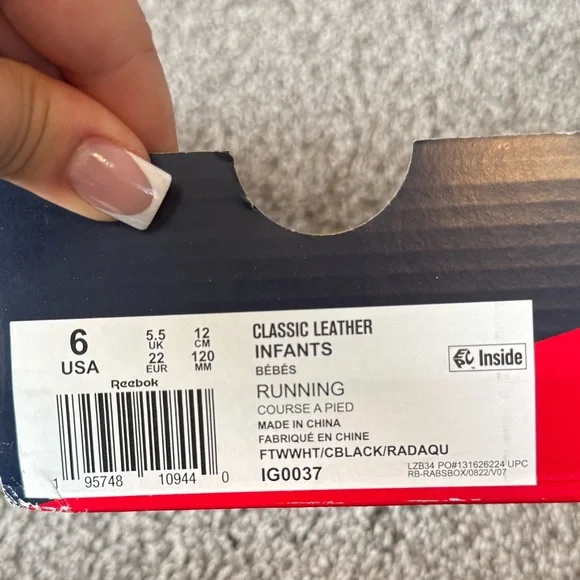 6
USA
5.5
UK
22
EUR
12
CM
120
MM
Reebok
1 95748 10944 0
CLASSIC LEATHER
INFANTS
BÉBÉS
RUNNING
COURSE A PIED
MADE IN CHINA
FABRIQUÉ EN CHINE
FTWWHT/CBLACK/RADAQU
IG0037
Inside
LZB34 PO#131626224 UPC
RB-RABSBOX/0822/V07